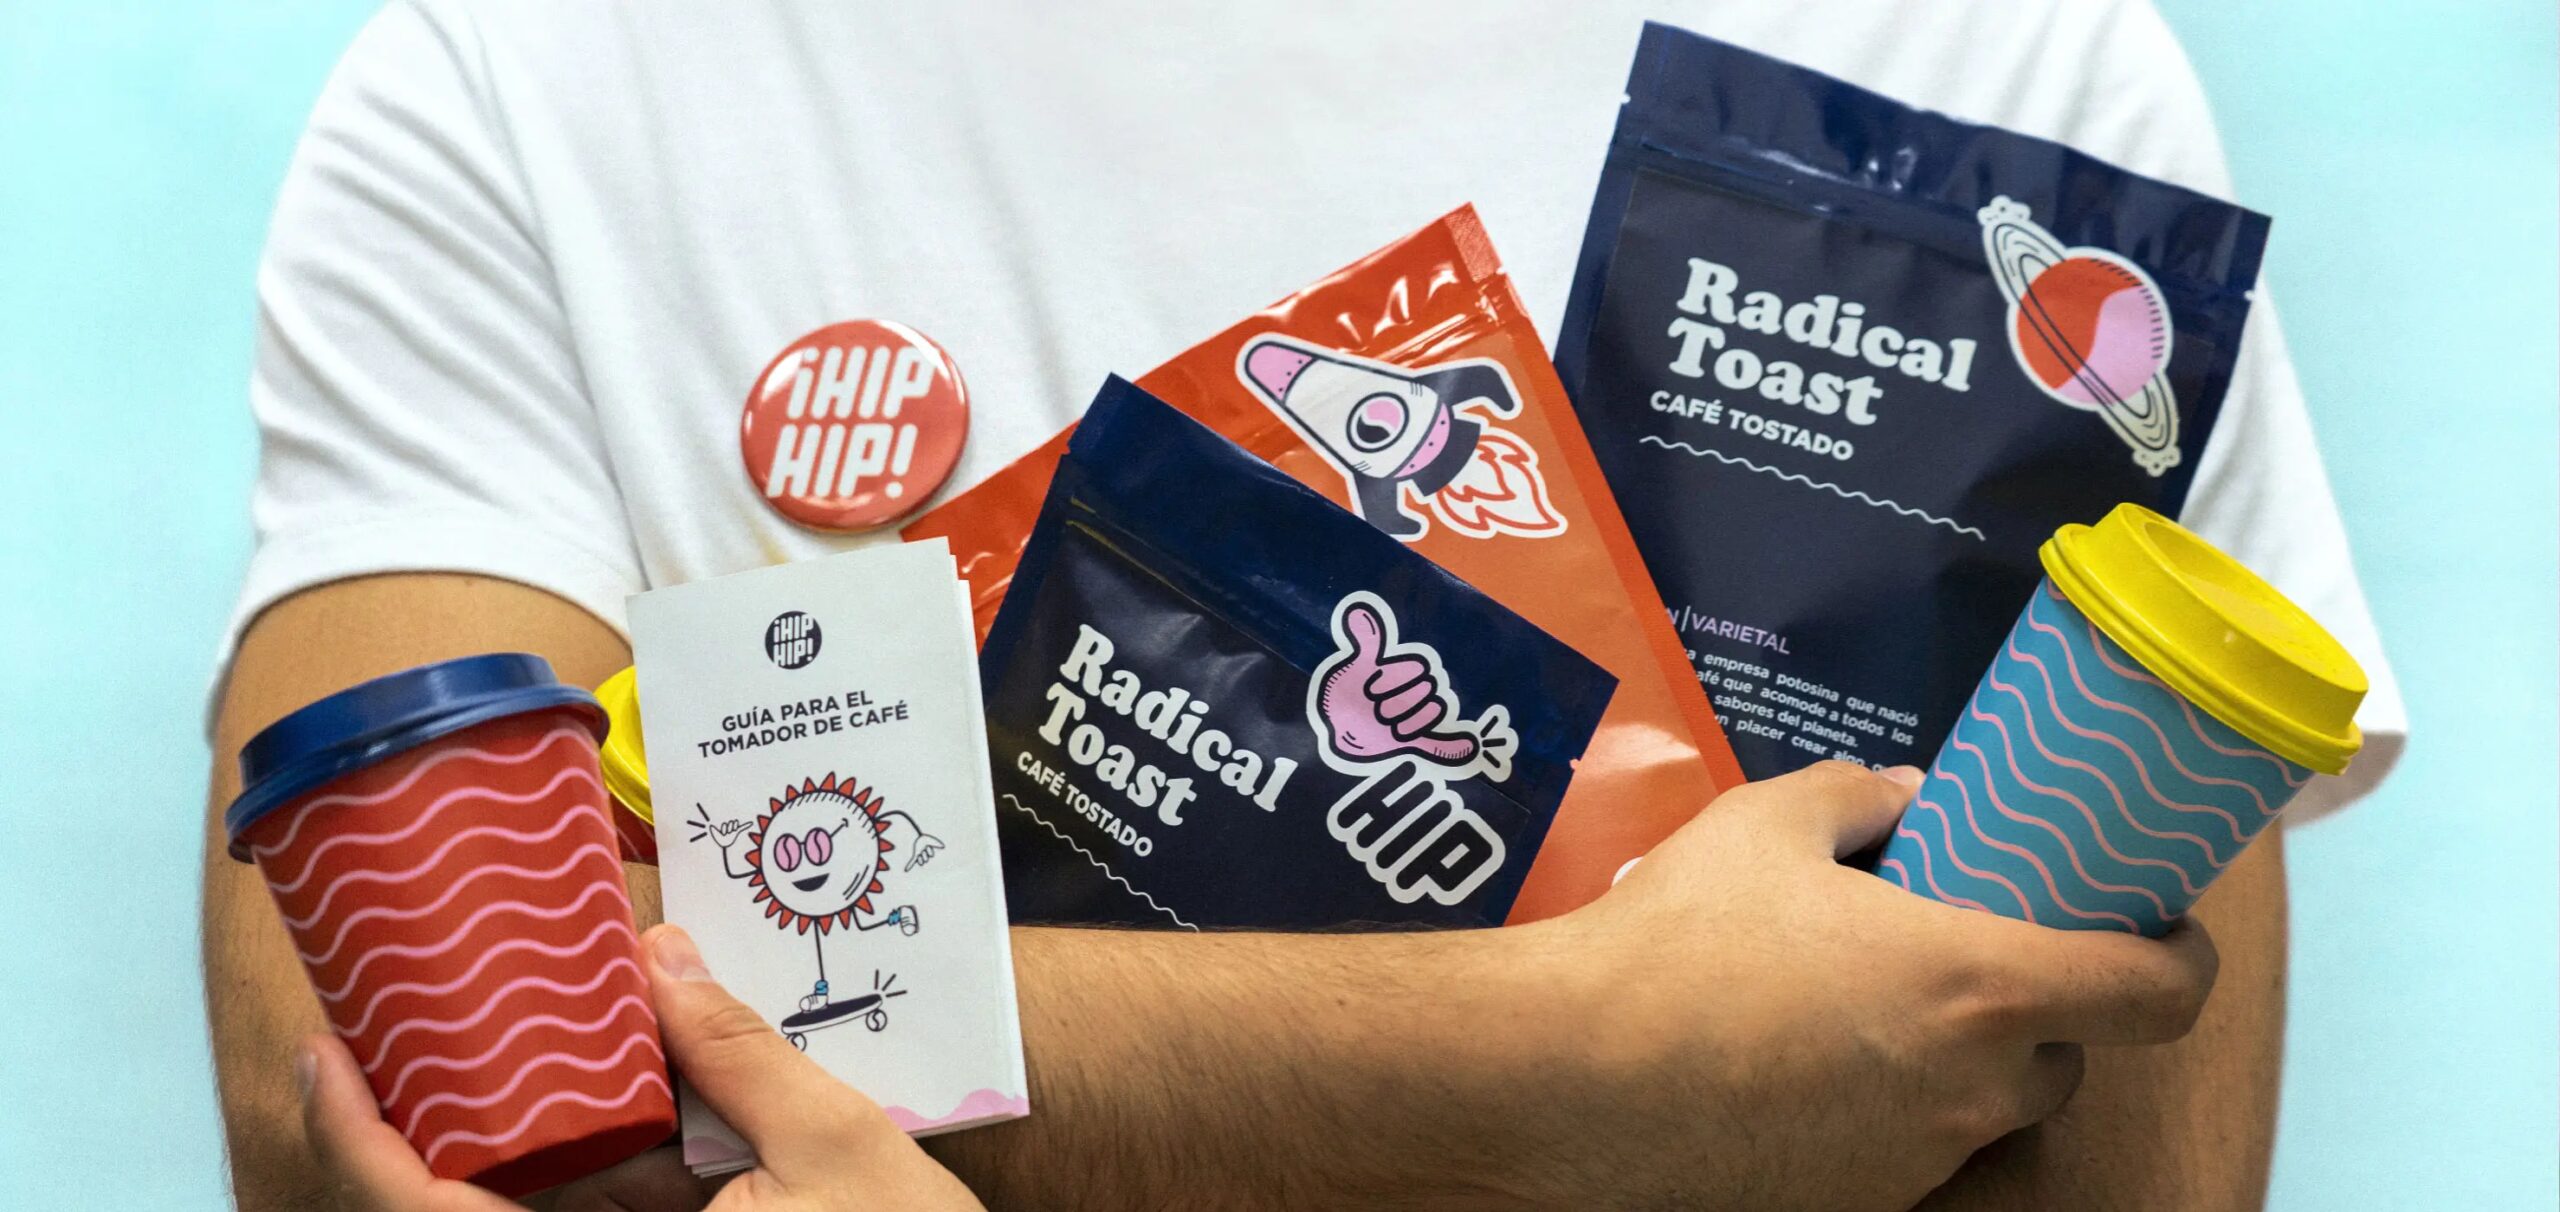 ¡HIP
HIP!
¡HIP
HIP!
GUÍA PARA EL
TOMADOR DE CAFÉ
Radical
Toast
CAFÉ TOSTADO
HIP
Radical
Toast
CAFÉ TOSTADO
VARIETAL
empresa potosina que nació
que acomode a todos los
sabores del planeta.
placer crear algo